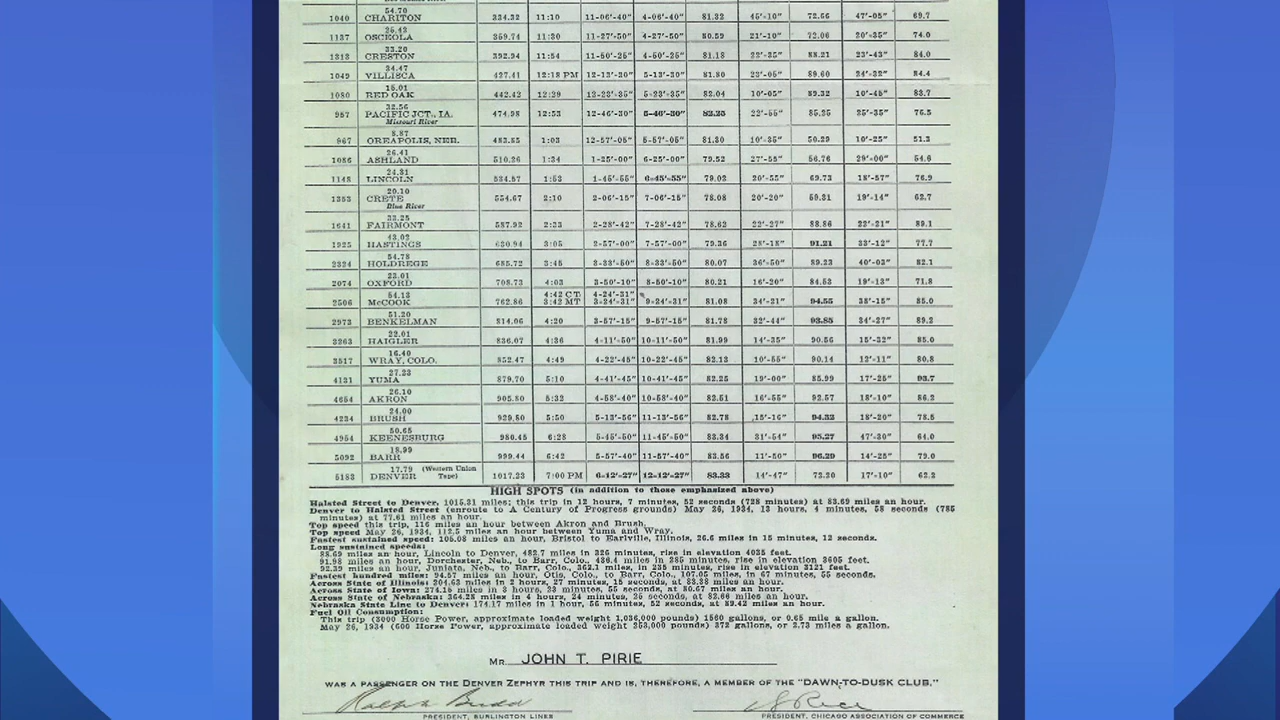 54.70
1040 CHARITON 334.32 11:10 11-06'-40" 4-06'-40" 81.32 45'-10" 72.66 47'-05" 69.7
25.42
1137 OSCEOLA 359.74 11:30 11-27'-50" 4-27'-50" 80.59 21'-10" 72.06 20'-35" 74.0
33.20
1313 CRESTON 392.94 11:54 11-50'-25" 4-50'-25" 81.18 22'-35" 88.21 23'-43" 84.0
34.47
1049 VILLISCA 427.41 12:18 PM 12-13'-30" 5-13'-30" 81.80 23'-05" 89.60 24'-32" 84.4
15.01
1080 RED OAK 442.42 12:29 12-23'-35" 5-23'-35" 82.04 10'-05" 89.32 10'-45" 83.7
32.56
957 PACIFIC JCT., IA. 474.98 12:53 12-46'-30" 5-46'-30" 82.25 22'-55" 85.25 25'-35" 76.5
Missouri River
8.87
967 OREAPOLIS, NEB. 483.85 1:03 12-57'-05" 5-57'-05" 81.30 10'-35" 50.29 10'-25" 51.3
26.41
1086 ASHLAND 510.26 1:34 1-25'-00" 6-25'-00" 79.52 27'-55" 56.76 29'-00" 54.6
24.31
1148 LINCOLN 534.57 1:53 1-45'-55" 6-45'-55" 79.02 20'-55" 69.73 18'-57" 76.9
20.10
1353 CRETE 554.67 2:10 2-06'-15" 7-06'-15" 78.08 20'-20" 59.31 19'-14" 62.7
Blue River
33.25
1641 FAIRMONT 587.92 2:33 2-28'-42" 7-28'-42" 78.62 22'-27" 88.86 22'-21" 89.1
43.02
1925 HASTINGS 630.94 3:05 2-57'-00" 7-57'-00" 79.36 28'-18" 91.21 33'-12" 77.7
54.78
2324 HOLDREGE 685.72 3:45 3-33'-50" 8-33'-50" 80.07 36'-50" 89.23 40'-03" 82.1
23.01
2074 OXFORD 708.73 4:03 3-50'-10" 8-50'-10" 80.21 16'-20" 84.53 19'-13" 71.8
54.13 4:42 CT 4-24'-31"
2506 McCOOK 762.86 3:42 MT 3-24'-31" 9-24'-31" 81.08 34'-21" 94.55 38'-15" 85.0
51.20
2973 BENKELMAN 814.06 4:20 3-57'-15" 9-57'-15" 81.78 32'-44" 93.85 34'-27" 89.2
22.01
3263 HAIGLER 836.07 4:36 4-11'-50" 10-11'-50" 81.99 14'-35" 90.56 15'-32" 85.0
16.40
3517 WRAY, COLO. 852.47 4:49 4-22'-45" 10-22'-45" 82.13 10'-55" 90.14 12'-11" 80.8
27.23
4131 YUMA 879.70 5:10 4-41'-45" 10-41'-45" 82.25 19'-00" 85.99 17'-25" 93.7
26.10
4654 AKRON 905.80 5:32 4-58'-40" 10-58'-40" 82.51 16'-55" 92.57 18'-10" 86.2
24.00
4234 BRUSH 929.80 5:50 5-13'-56" 11-13'-56" 82.78 15'-16" 94.32 18'-20" 78.5
50.65
4954 KEENESBURG 980.45 6:28 5-45'-50" 11-45'-50" 83.34 31'-54" 95.27 47'-30" 64.0
18.99
5092 BARR 999.44 6:42 5-57'-40" 11-57'-40" 83.56 11'-50" 96.29 14'-25" 79.0
17.79 (Western Union
5183 DENVER Tape) 1017.23 7:00 PM 6-12'-27" 12-12'-27" 83.33 14'-47" 72.20 17'-10" 62.2
HIGH SPOTS (in addition to those emphasized above)
Halsted Street to Denver, 1015.31 miles; this trip in 12 hours, 7 minutes, 52 seconds (728 minutes) at 83.69 miles an hour.
Denver to Halsted Street (enroute to A Century of Progress grounds) May 26, 1934, 13 hours, 4 minutes, 58 seconds (785
minutes) at 77.61 miles an hour.
Top speed this trip, 116 miles an hour between Akron and Brush.
Top speed May 26, 1934, 112.5 miles an hour between Yuma and Wray.
Fastest sustained speed: 105.08 miles an hour, Bristol to Earlville, Illinois, 26.6 miles in 15 minutes, 12 seconds.
Long sustained speeds:
88.69 miles an hour, Lincoln to Denver, 482.7 miles in 326 minutes, rise in elevation 4035 feet.
91.98 miles an hour, Dorchester, Neb., to Barr, Colo., 436.4 miles in 285 minutes, rise in elevation 3605 feet.
92.39 miles an hour, Juniata, Neb., to Barr, Colo., 362.1 miles in 235 minutes, rise in elevation 3121 feet.
Fastest hundred miles: 94.57 miles an hour, Otis, Colo., to Barr, Colo., 107.05 miles in 67 minutes, 55 seconds.
Across State of Illinois: 204.63 miles in 2 hours, 27 minutes, 15 seconds, at 83.38 miles an hour.
Across State of Iowa: 274.15 miles in 3 hours, 23 minutes, 55 seconds at 80.67 miles an hour.
Across State of Nebraska: 364.28 miles in 4 hours, 24 minutes, 26 seconds, at 82.66 miles an hour.
Nebraska State Line to Denver: 174.17 miles in 1 hour, 56 minutes, 52 seconds at 89.42 miles an hour.
Fuel Oil Consumption:
This trip (3000 Horse Power, approximate loaded weight 1,036,000 pounds) 1560 gallons, or 0.65 mile a gallon.
May 26, 1934 (600 Horse Power, approximate loaded weight 253,000 pounds) 372 gallons, or 2.73 mile a gallon.
MR. JOHN T. PIRIE
WAS A PASSENGER ON THE DENVER ZEPHYR THIS TRIP AND IS, THEREFORE, A MEMBER OF THE "DAWN-TO-DUSK CLUB."
Ralph Budd
PRESIDENT, BURLINGTON LINES PRESIDENT, CHICAGO ASSOCIATION OF COMMERCE